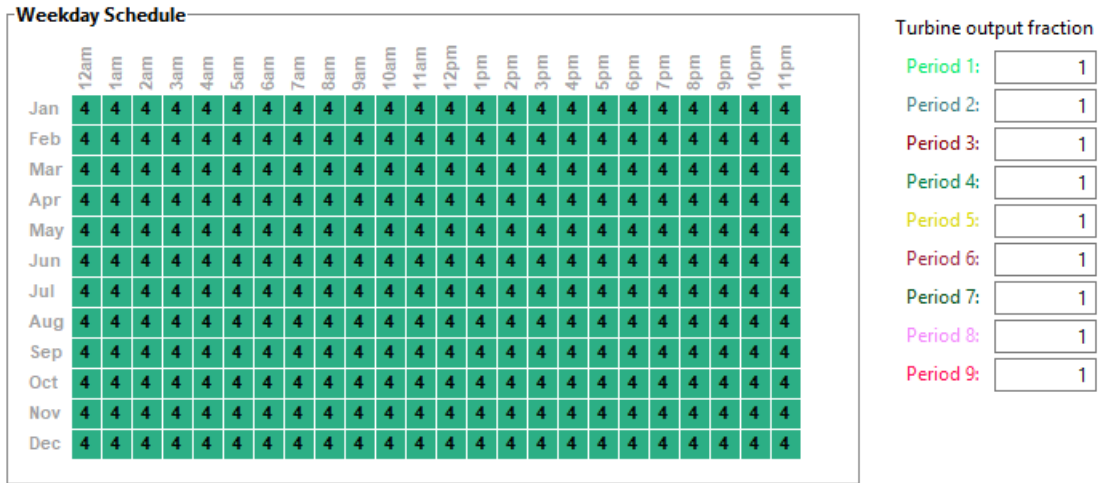 Weekday Schedule
12am 1am 2am 3am 4am 5am 6am 7am 8am 9am 10am 11am 12pm 1pm 2pm 3pm 4pm 5pm 6pm 7pm 8pm 9pm 10pm 11pm
Jan 4 4 4 4 4 4 4 4 4 4 4 4 4 4 4 4 4 4 4 4 4 4 4 4
Feb 4 4 4 4 4 4 4 4 4 4 4 4 4 4 4 4 4 4 4 4 4 4 4 4
Mar 4 4 4 4 4 4 4 4 4 4 4 4 4 4 4 4 4 4 4 4 4 4 4 4
Apr 4 4 4 4 4 4 4 4 4 4 4 4 4 4 4 4 4 4 4 4 4 4 4 4
May 4 4 4 4 4 4 4 4 4 4 4 4 4 4 4 4 4 4 4 4 4 4 4 4
Jun 4 4 4 4 4 4 4 4 4 4 4 4 4 4 4 4 4 4 4 4 4 4 4 4
Jul 4 4 4 4 4 4 4 4 4 4 4 4 4 4 4 4 4 4 4 4 4 4 4 4
Aug 4 4 4 4 4 4 4 4 4 4 4 4 4 4 4 4 4 4 4 4 4 4 4 4
Sep 4 4 4 4 4 4 4 4 4 4 4 4 4 4 4 4 4 4 4 4 4 4 4 4
Oct 4 4 4 4 4 4 4 4 4 4 4 4 4 4 4 4 4 4 4 4 4 4 4 4
Nov 4 4 4 4 4 4 4 4 4 4 4 4 4 4 4 4 4 4 4 4 4 4 4 4
Dec 4 4 4 4 4 4 4 4 4 4 4 4 4 4 4 4 4 4 4 4 4 4 4 4
Turbine output fraction
Period 1: 1
Period 2: 1
Period 3: 1
Period 4: 1
Period 5: 1
Period 6: 1
Period 7: 1
Period 8: 1
Period 9: 1